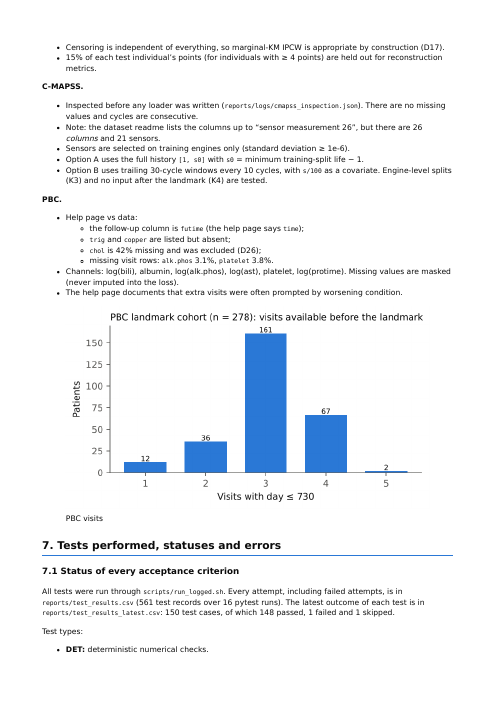 • Censoring is independent of everything, so marginal-KM IPCW is appropriate by construction (D17).
• 15% of each test individual’s points (for individuals with ≥ 4 points) are held out for reconstruction
metrics.
C-MAPSS.
• Inspected before any loader was written (reports/logs/cmapss_inspection.json). There are no missing
values and cycles are consecutive.
• Note: the dataset readme lists the columns up to “sensor measurement 26”, but there are 26
columns and 21 sensors.
• Sensors are selected on training engines only (standard deviation ≥ 1e-6).
• Option A uses the full history [1, s0] with s0 = minimum training-split life − 1.
• Option B uses trailing 30-cycle windows every 10 cycles, with s/100 as a covariate. Engine-level splits
(K3) and no input after the landmark (K4) are tested.
PBC.
• Help page vs data:
◦ the follow-up column is futime (the help page says time);
◦ trig and copper are listed but absent;
◦ chol is 42% missing and was excluded (D26);
◦ missing visit rows: alk.phos 3.1%, platelet 3.8%.
• Channels: log(bili), albumin, log(alk.phos), log(ast), platelet, log(protime). Missing values are masked
(never imputed into the loss).
• The help page documents that extra visits were often prompted by worsening condition.
PBC landmark cohort (n = 278): visits available before the landmark
Patients
150
125
100
75
50
25
0
12
36
161
67
2
1 2 3 4 5
Visits with day ≤ 730
PBC visits
7. Tests performed, statuses and errors
7.1 Status of every acceptance criterion
All tests were run through scripts/run_logged.sh. Every attempt, including failed attempts, is in
reports/test_results.csv (561 test records over 16 pytest runs). The latest outcome of each test is in
reports/test_results_latest.csv: 150 test cases, of which 148 passed, 1 failed and 1 skipped.
Test types:
• DET: deterministic numerical checks.